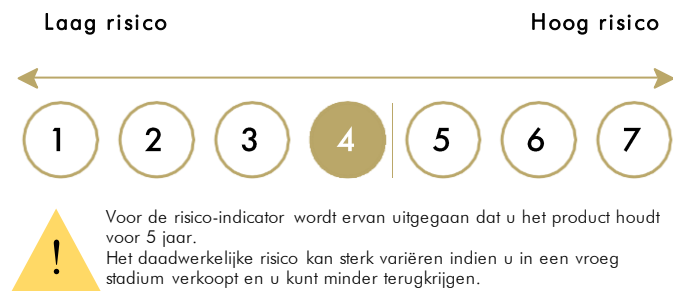 Laag risico Hoog risico
1 2 3 4 5 6 7
Voor de risico-indicator wordt ervan uitgegaan dat u het product houdt
voor 5 jaar.
!
Het daadwerkelijke risico kan sterk variëren indien u in een vroeg
stadium verkoopt en u kunt minder terugkrijgen.